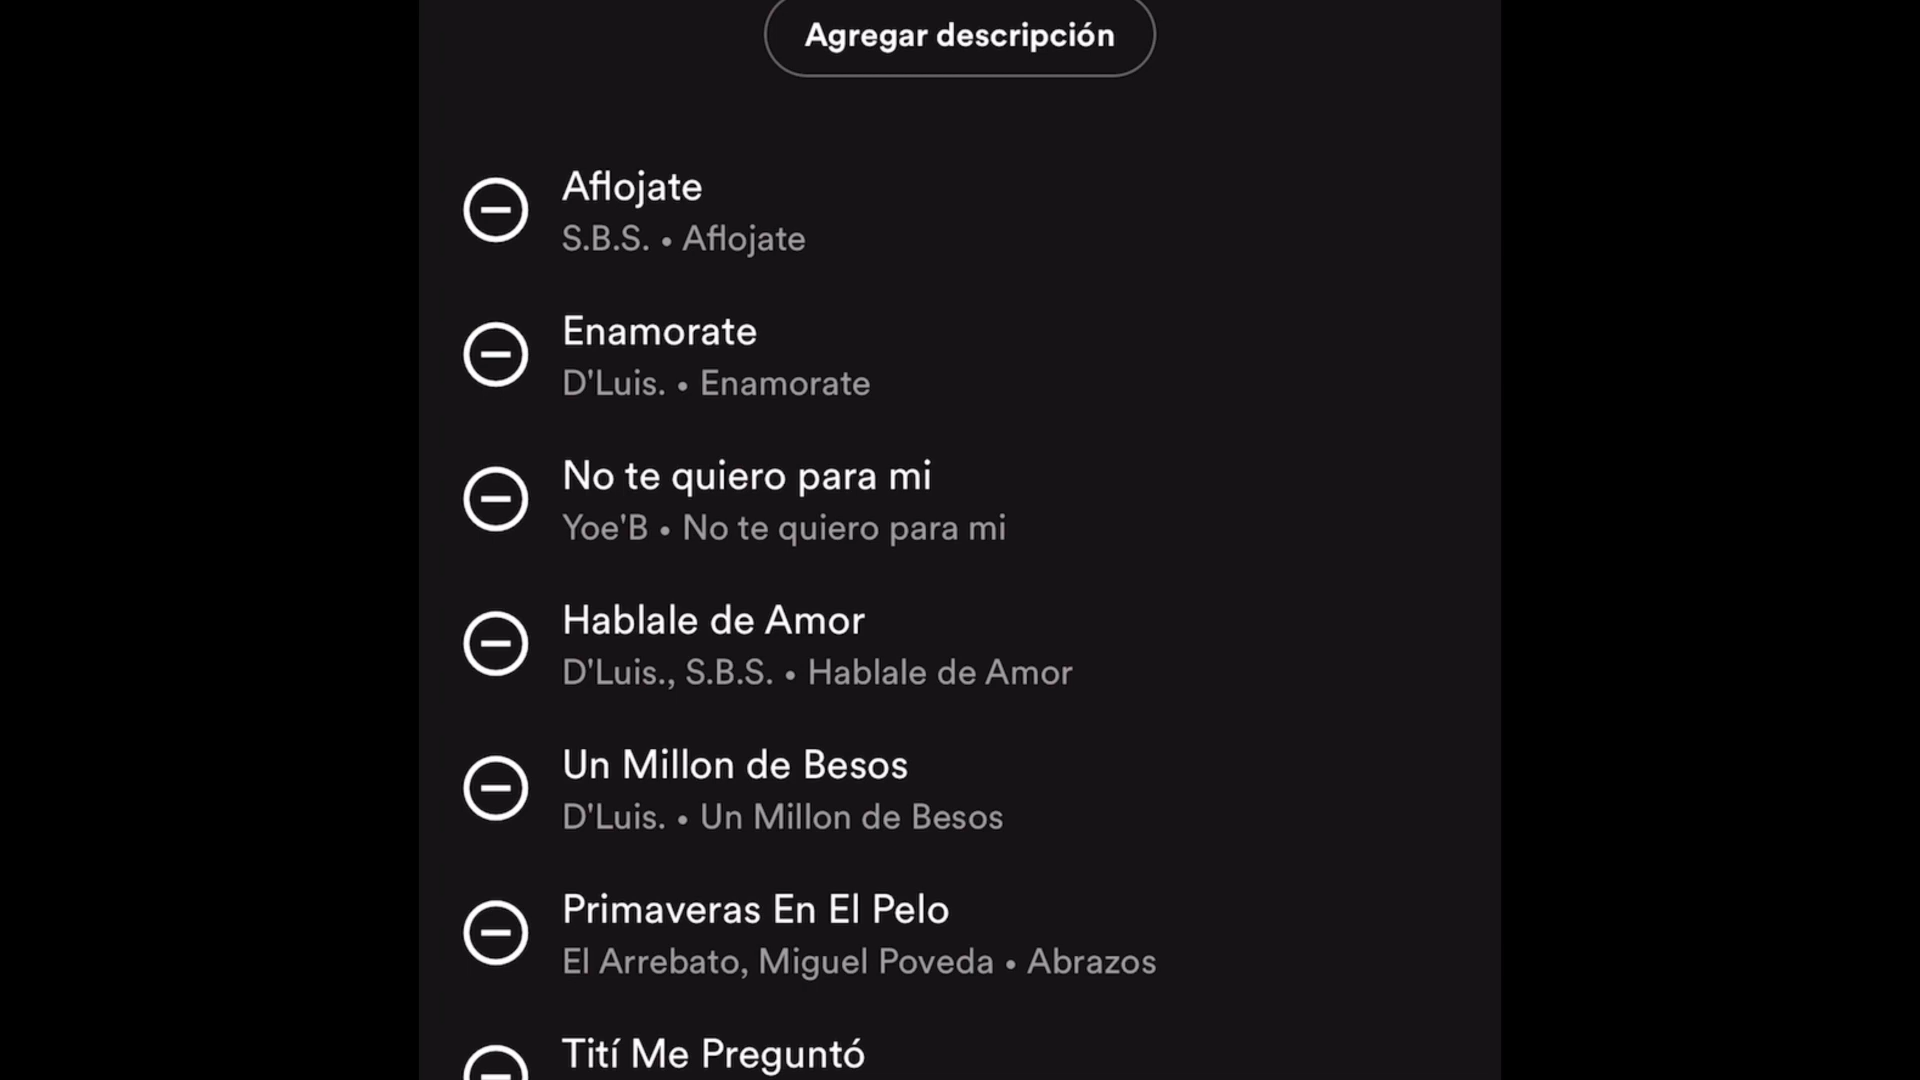 Agregar descripción
Aflojate
S.B.S. • Aflojate
Enamorate
D'Luis. • Enamorate
No te quiero para mi
Yoe'B • No te quiero para mi
Hablale de Amor
D'Luis., S.B.S. • Hablale de Amor
Un Millon de Besos
D'Luis. • Un Millon de Besos
Primaveras En El Pelo
El Arrebato, Miguel Poveda • Abrazos
Tití Me Preguntó